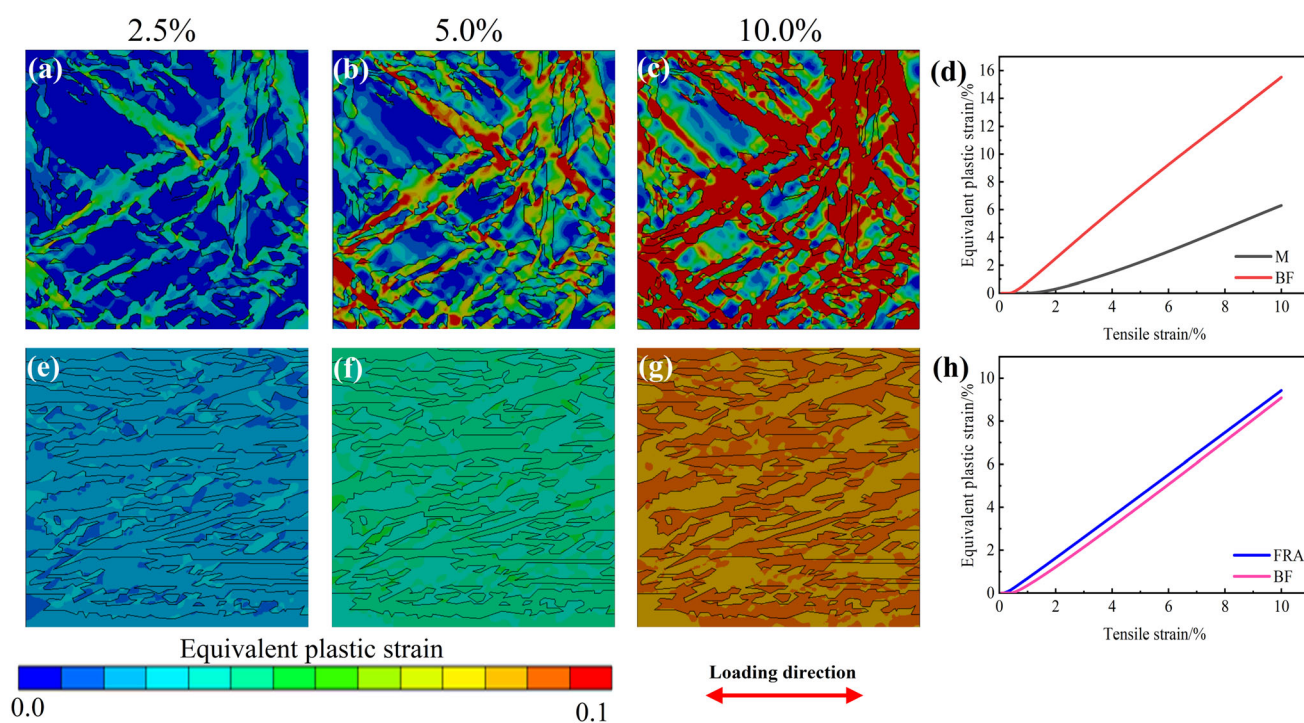 2.5%
5.0%
10.0%
(a)
(b)
(c)
(d)
Equivalent plastic strain/%
16
14
12
10
8
6
4
2
0
M
BF
0
2
4
6
8
10
Tensile strain/%
(e)
(f)
(g)
(h)
Equivalent plastic strain/%
10
8
6
4
2
0
FRA
BF
0
2
4
6
8
10
Tensile strain/%
Equivalent plastic strain
0.0
0.1
Loading direction